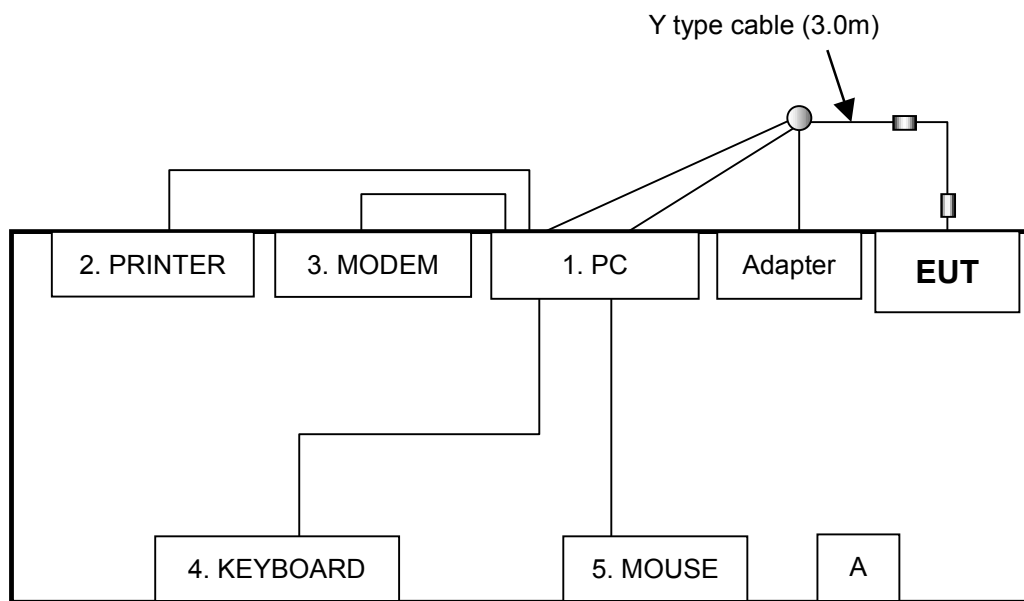 Y type cable (3.0m)
2. PRINTER
3. MODEM
1. PC
Adapter
EUT
4. KEYBOARD
5. MOUSE
A